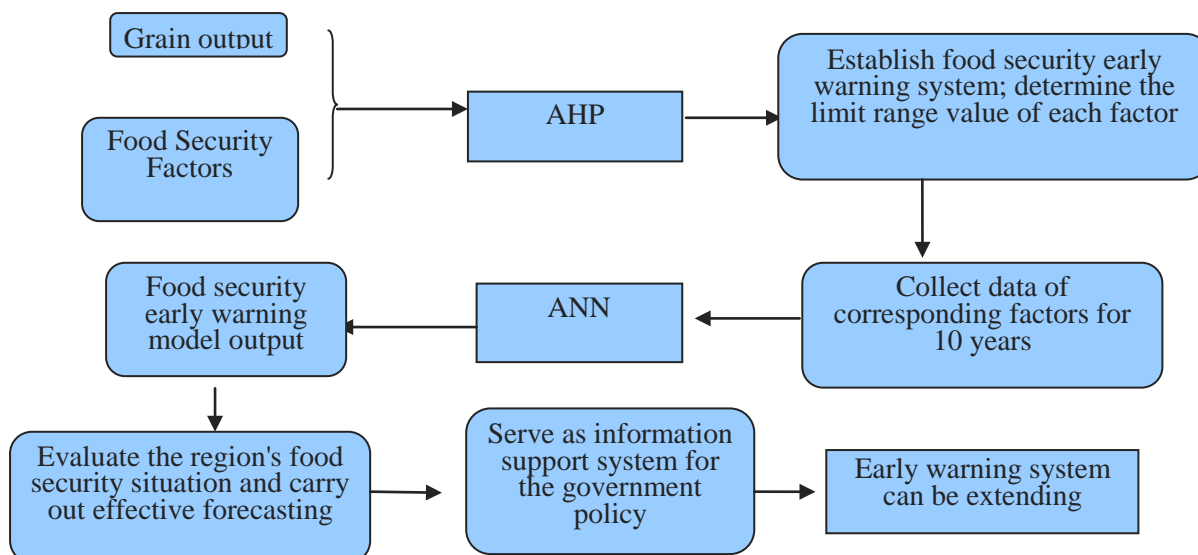 Grain output
Food Security
Factors
AHP
Establish food security early
warning system; determine the
limit range value of each factor
Collect data of
corresponding factors for
10 years
ANN
Food security
early warning
model output
Evaluate the region's food
security situation and carry
out effective forecasting
Serve as information
support system for
the government
policy
Early warning system
can be extending